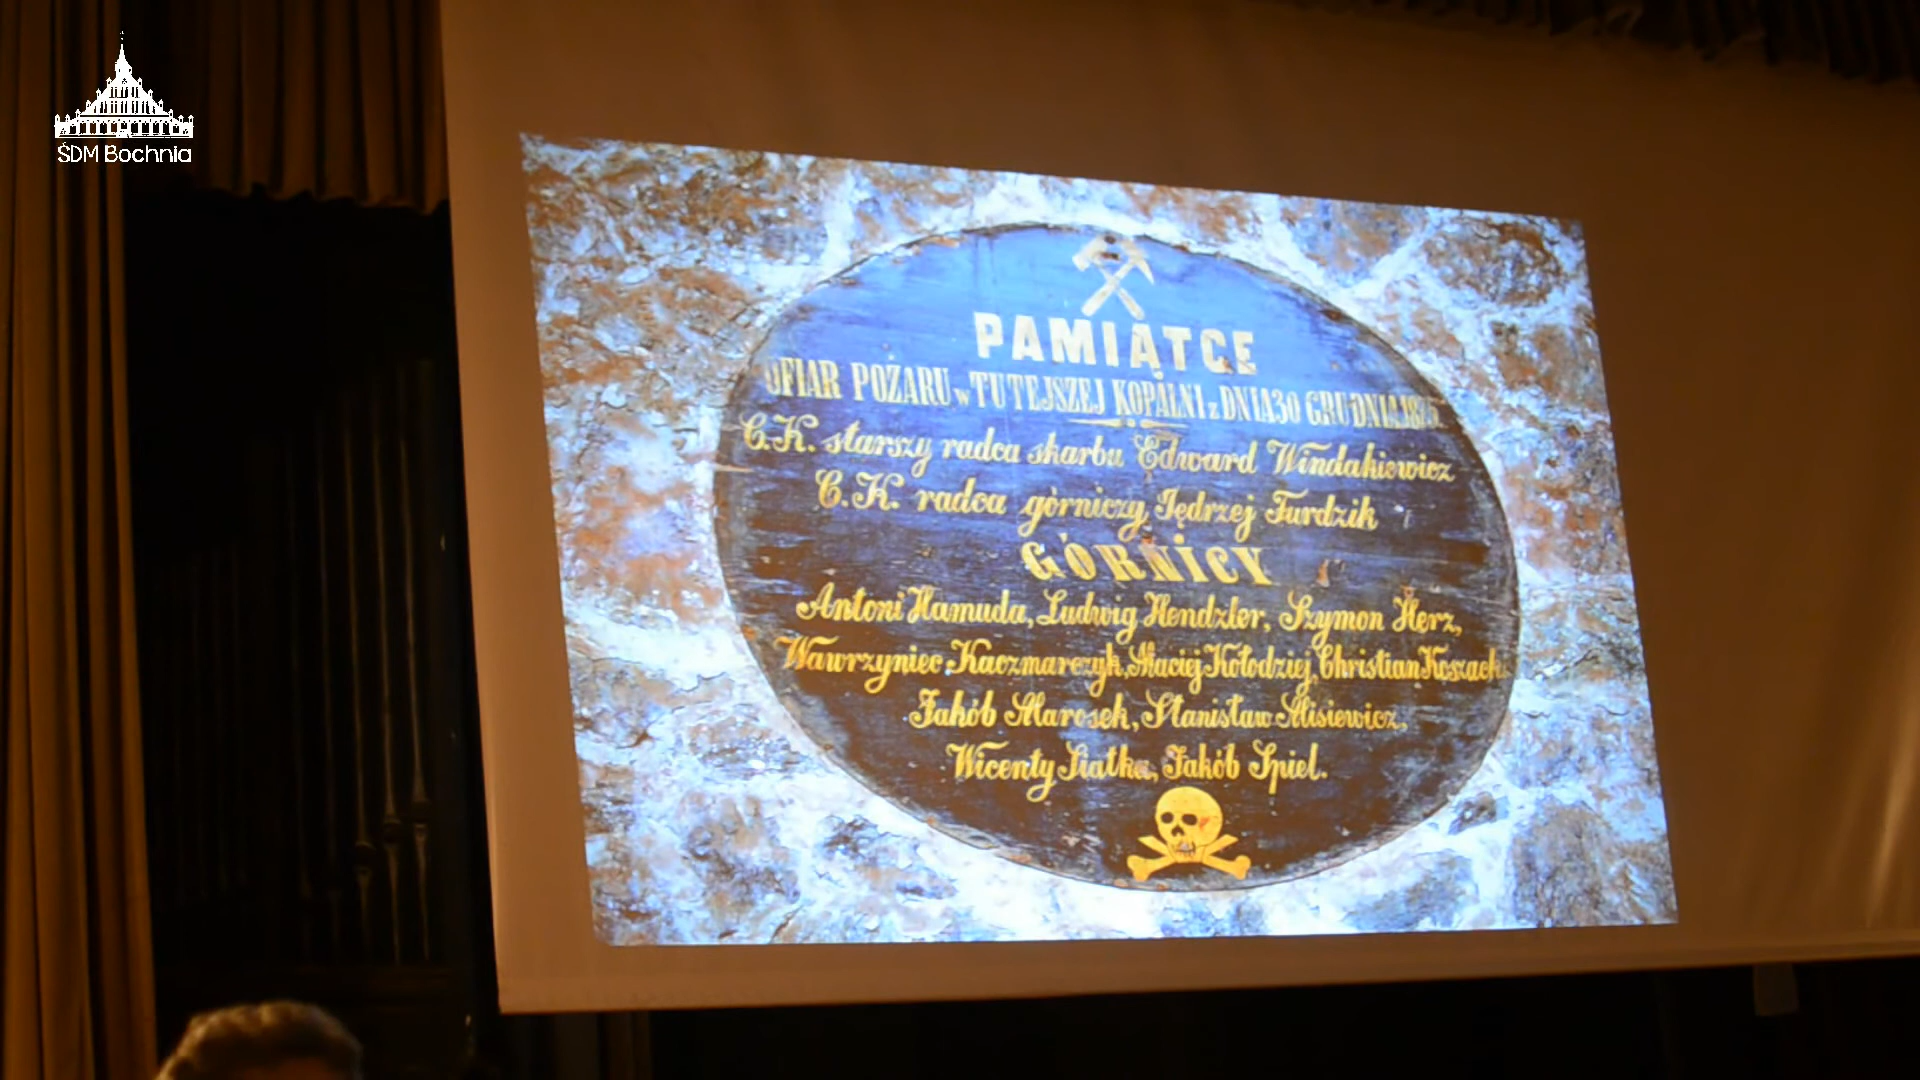 ŚDM Bochnia
PAMIĄTCE
OFIAR POŻARU w TUTEJSZEJ KOPALNI z DNIA 30 GRUDNIA 1875
C.K. starszy radca skarbu Edward Windakiewicz
C.K. radca górniczy Jędrzej Furdzik
GÓRNICY
Antoni Hamuda, Ludwig Hendzler, Szymon Herz,
Wawrzyniec Kaczmarczyk, Maciej Kołodziej, Christian Koszack
Jakób Marosek, Stanisław Misiewicz,
Wicenty Siatka, Jakób Spiel.